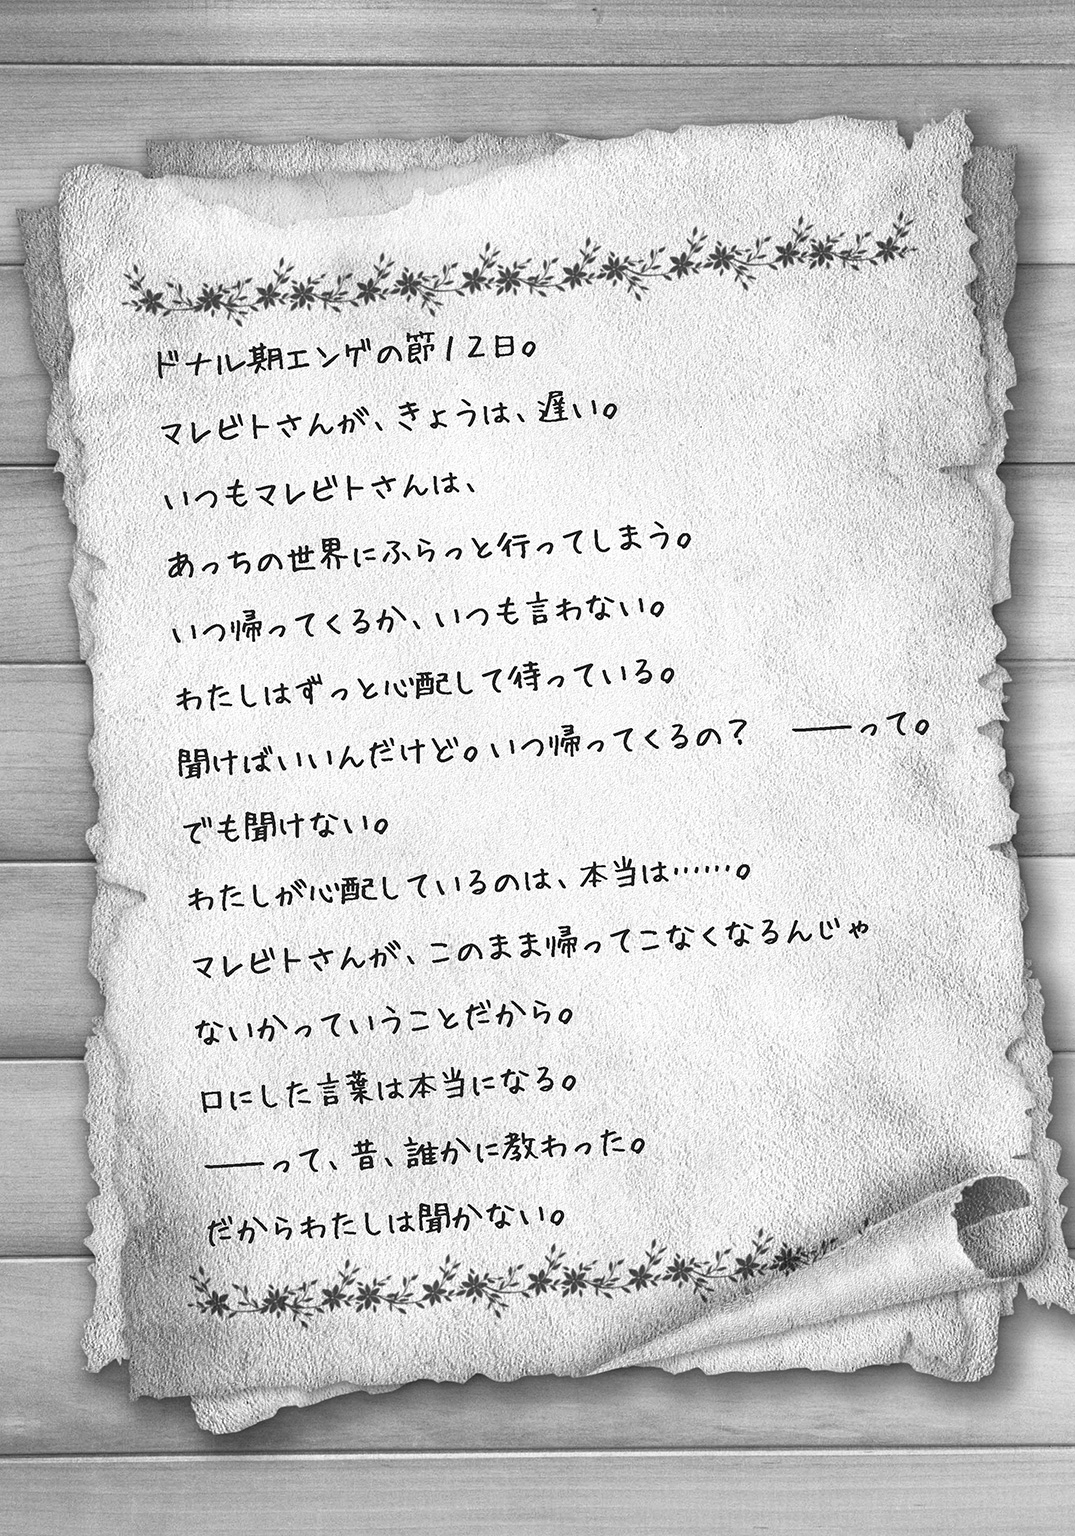 ドナル期エンゲの節12日。
マレビトさんが、きょうは、遅い。
いつもマレビトさんは、
あっちの世界にふらっと行ってしまう。
いつ帰ってくるか、いつも言わない。
わたしはずっと心配して待っている。
聞けばいいんだけど。いつ帰ってくるの？　――って。
でも聞けない。
わたしが心配しているのは、本当は……。
マレビトさんが、このまま帰ってこなくなるんじゃ
ないかっていうことだから。
口にした言葉は本当になる。
――って、昔、誰かに教わった。
だからわたしは聞かない。